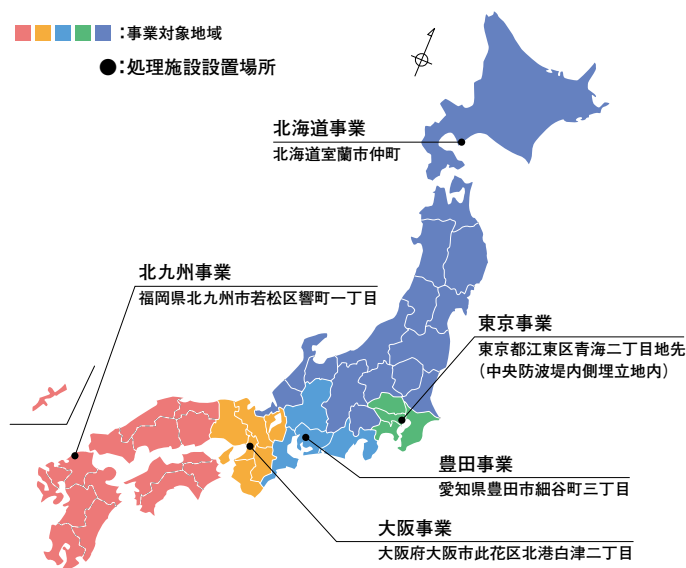 :事業対象地域
●:処理施設設置場所
北海道事業
北海道室蘭市仲町
北九州事業
福岡県北九州市若松区響町一丁目
東京事業
東京都江東区青海二丁目地先
(中央防波堤内側埋立地内)
豊田事業
愛知県豊田市細谷町三丁目
大阪事業
大阪府大阪市此花区北港白津二丁目